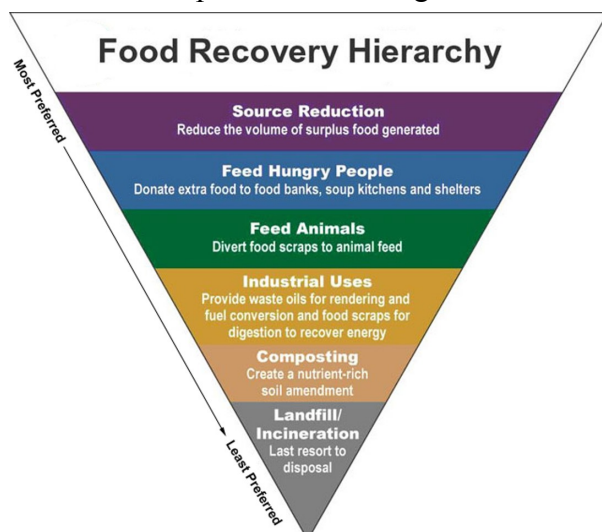 Food Recovery Hierarchy
Most Preferred
Source Reduction
Reduce the volume of surplus food generated
Feed Hungry People
Donate extra food to food banks, soup kitchens and shelters
Feed Animals
Divert food scraps to animal feed
Industrial Uses
Provide waste oils for rendering and
fuel conversion and food scraps for
digestion to recover energy
Composting
Create a nutrient-rich
soil amendment
Landfill/
Incineration
Last resort to
disposal
Least Preferred